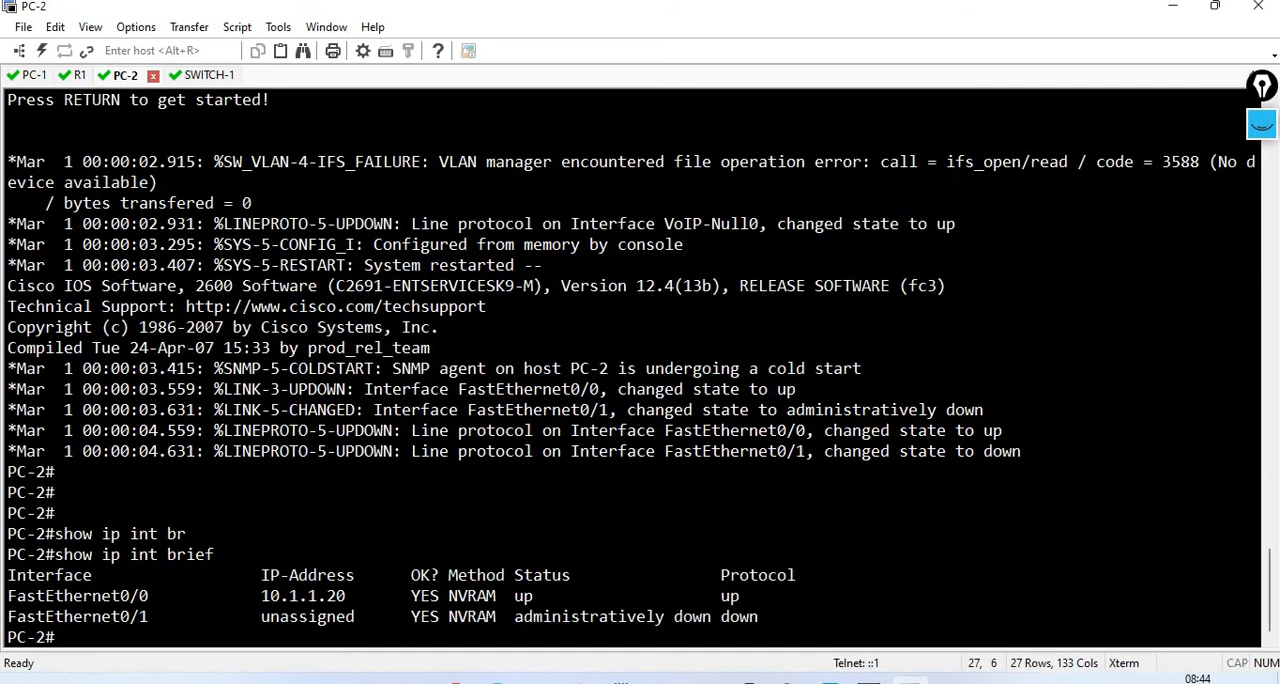 PC-2
File Edit View Options Transfer Script Tools Window Help
Enter host <Alt+R>
PC-1 R1 PC-2 SWITCH-1
Press RETURN to get started!
*Mar  1 00:00:02.915: %SW_VLAN-4-IFS_FAILURE: VLAN manager encountered file operation error: call = ifs_open/read / code = 3588 (No d
evice available)
/ bytes transfered = 0
*Mar  1 00:00:02.931: %LINEPROTO-5-UPDOWN: Line protocol on Interface VoIP-Null0, changed state to up
*Mar  1 00:00:03.295: %SYS-5-CONFIG_I: Configured from memory by console
*Mar  1 00:00:03.407: %SYS-5-RESTART: System restarted --
Cisco IOS Software, 2600 Software (C2691-ENTSERVICESK9-M), Version 12.4(13b), RELEASE SOFTWARE (fc3)
Technical Support: http://www.cisco.com/techsupport
Copyright (c) 1986-2007 by Cisco Systems, Inc.
Compiled Tue 24-Apr-07 15:33 by prod_rel_team
*Mar  1 00:00:03.415: %SNMP-5-COLDSTART: SNMP agent on host PC-2 is undergoing a cold start
*Mar  1 00:00:03.559: %LINK-3-UPDOWN: Interface FastEthernet0/0, changed state to up
*Mar  1 00:00:03.631: %LINK-5-CHANGED: Interface FastEthernet0/1, changed state to administratively down
*Mar  1 00:00:04.559: %LINEPROTO-5-UPDOWN: Line protocol on Interface FastEthernet0/0, changed state to up
*Mar  1 00:00:04.631: %LINEPROTO-5-UPDOWN: Line protocol on Interface FastEthernet0/1, changed state to down
PC-2#
PC-2#
PC-2#
PC-2#show ip int br
PC-2#show ip int brief
Interface IP-Address OK? Method Status Protocol
FastEthernet0/0 10.1.1.20 YES NVRAM up up
FastEthernet0/1 unassigned YES NVRAM administratively down down
PC-2#
Ready Telnet: ::1 27, 6 27 Rows, 133 Cols Xterm CAP NUM
08:44